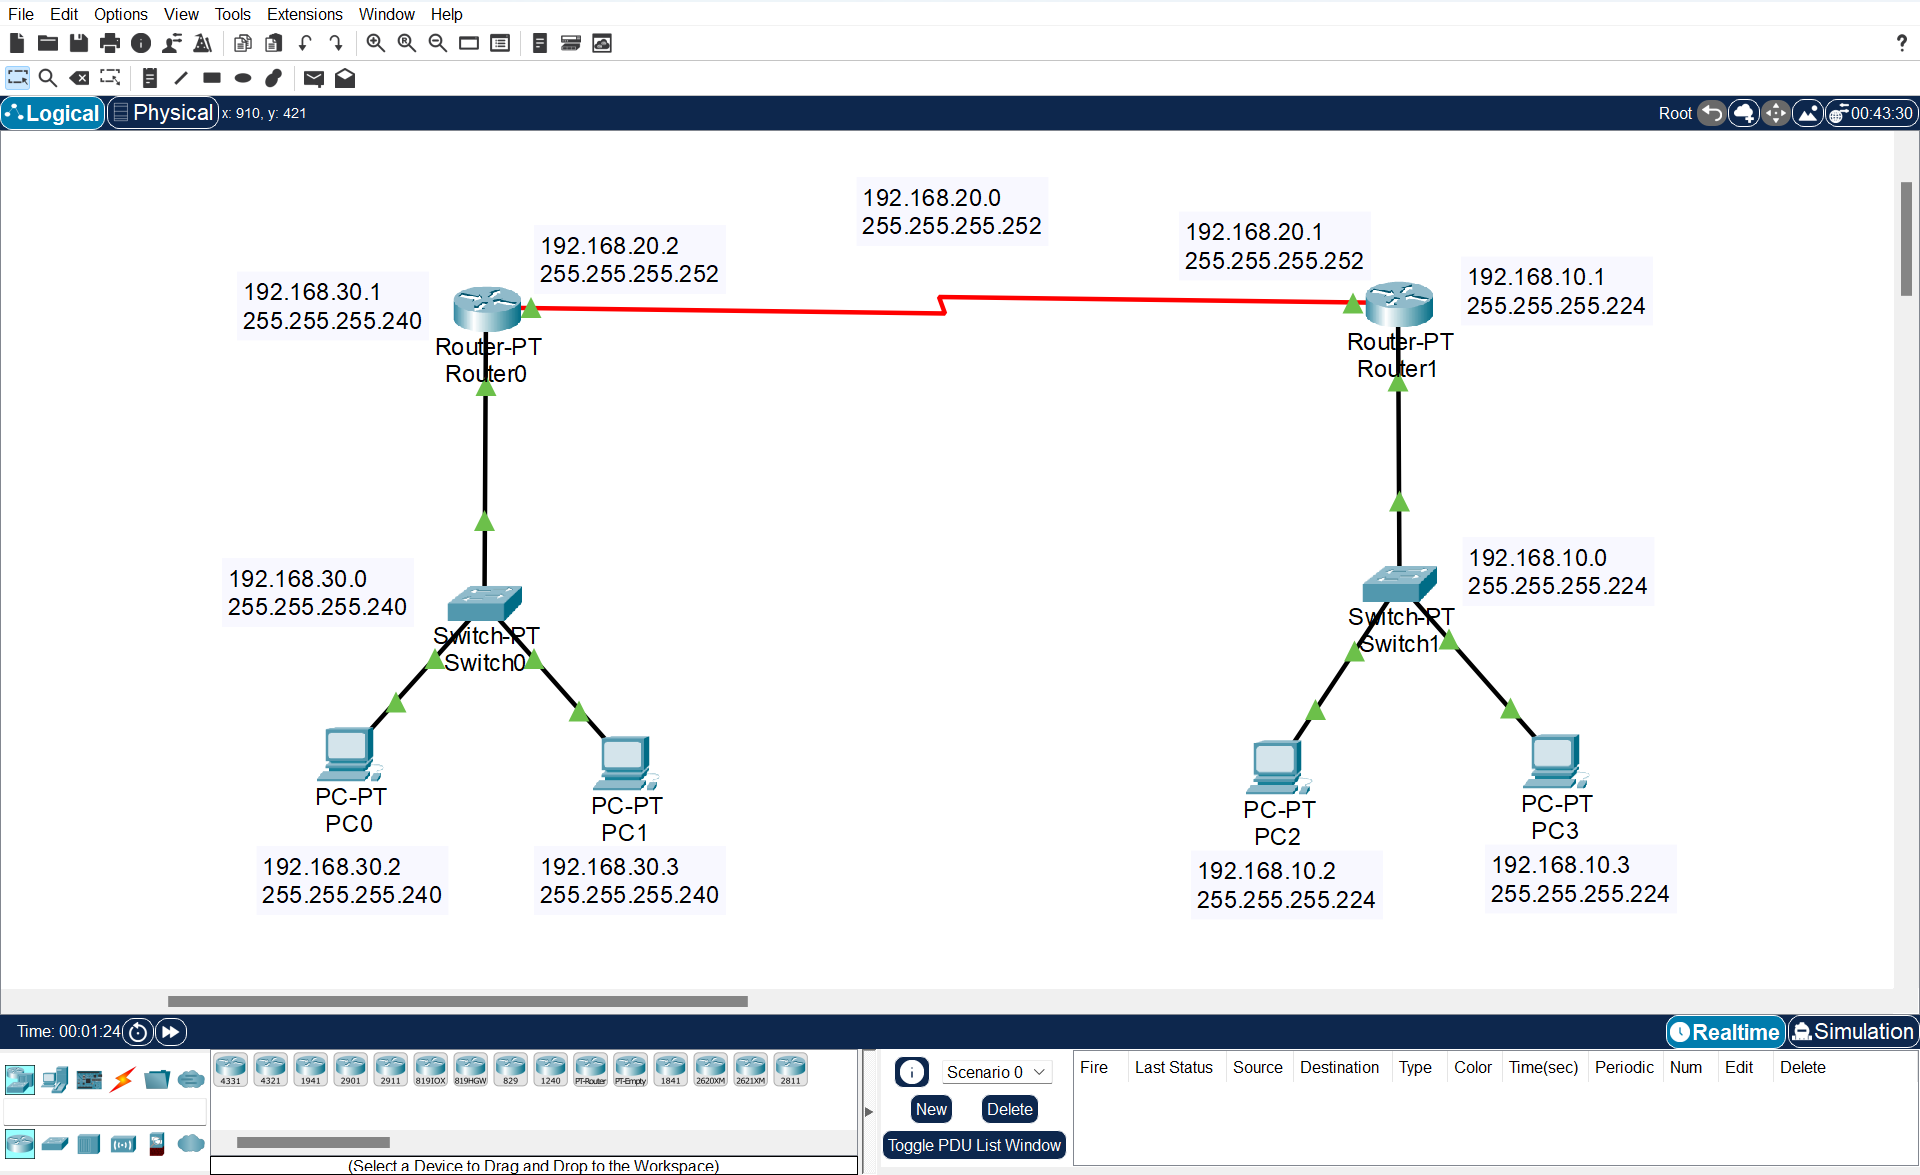 File Edit Options View Tools Extensions Window Help
?
Logical Physical x: 910, y: 421 Root 00:43:30
192.168.20.0
255.255.255.252
192.168.20.2
255.255.255.252
192.168.20.1
255.255.255.252
192.168.30.1
255.255.255.240
192.168.10.1
255.255.255.224
Router-PT
Router0
Router-PT
Router1
192.168.30.0
255.255.255.240
192.168.10.0
255.255.255.224
Switch-PT
Switch0
Switch-PT
Switch1
PC-PT
PC0
PC-PT
PC1
PC-PT
PC2
PC-PT
PC3
192.168.30.2
255.255.255.240
192.168.30.3
255.255.255.240
192.168.10.2
255.255.255.224
192.168.10.3
255.255.255.224
Time: 00:01:24 Realtime Simulation
4331 4321 1941 2901 2911 819IOX 819HGW 829 1240 PT-Router PT-Empty 1841 2620XM 2621XM 2811
(Select a Device to Drag and Drop to the Workspace)
Scenario 0
New Delete
Toggle PDU List Window
Fire Last Status Source Destination Type Color Time(sec) Periodic Num Edit Delete